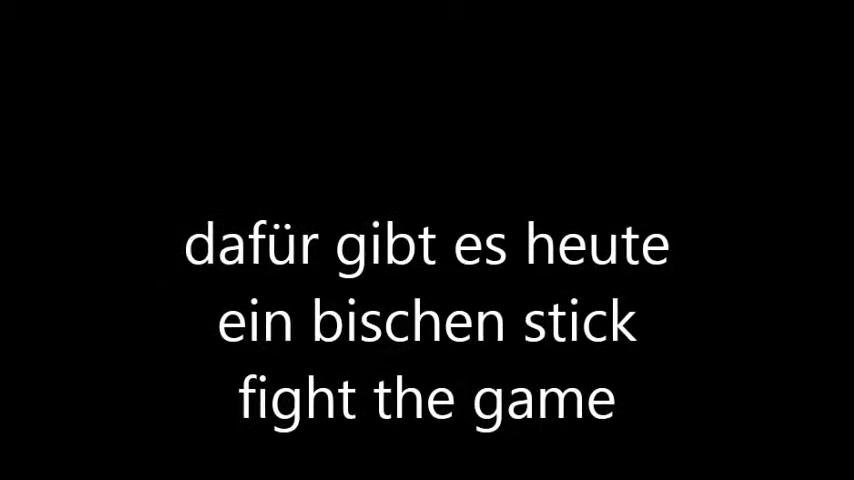 dafür gibt es heute
ein bischen stick
fight the game